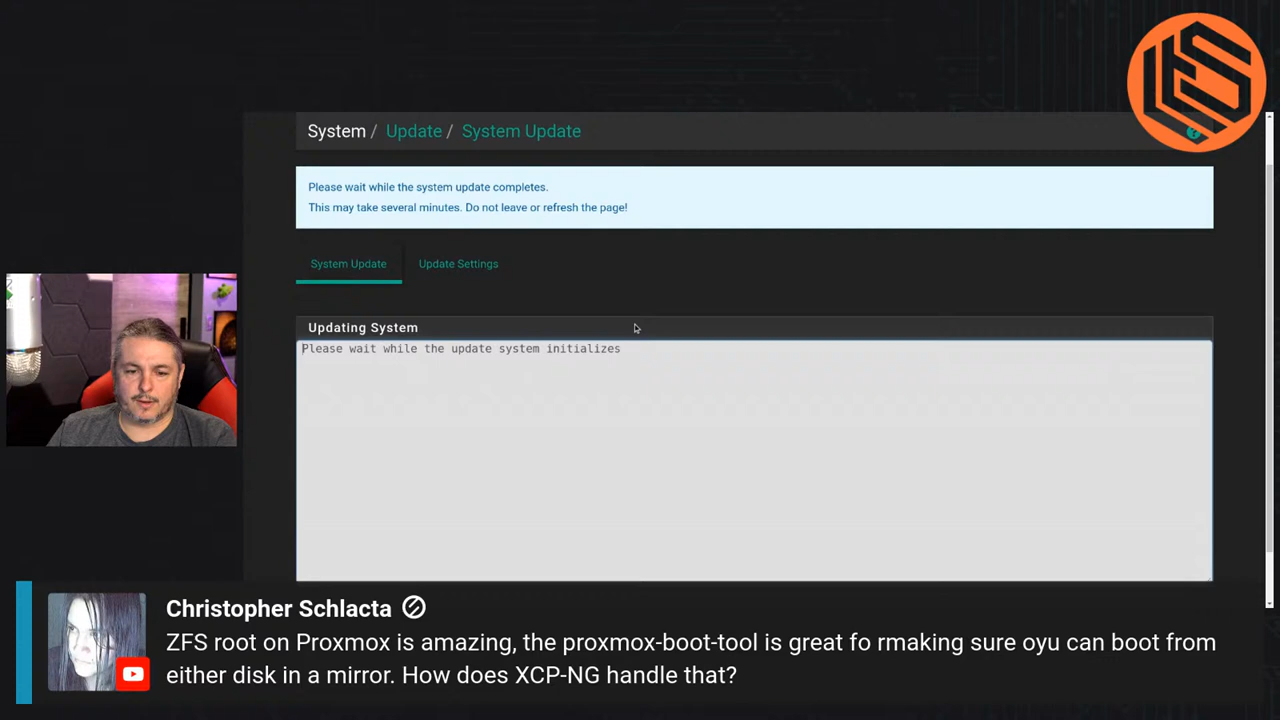 System / Update / System Update
Please wait while the system update completes.
This may take several minutes. Do not leave or refresh the page!
System Update Update Settings
Updating System
Please wait while the update system initializes
Christopher Schlacta
ZFS root on Proxmox is amazing, the proxmox-boot-tool is great fo rmaking sure oyu can boot from
either disk in a mirror. How does XCP-NG handle that?